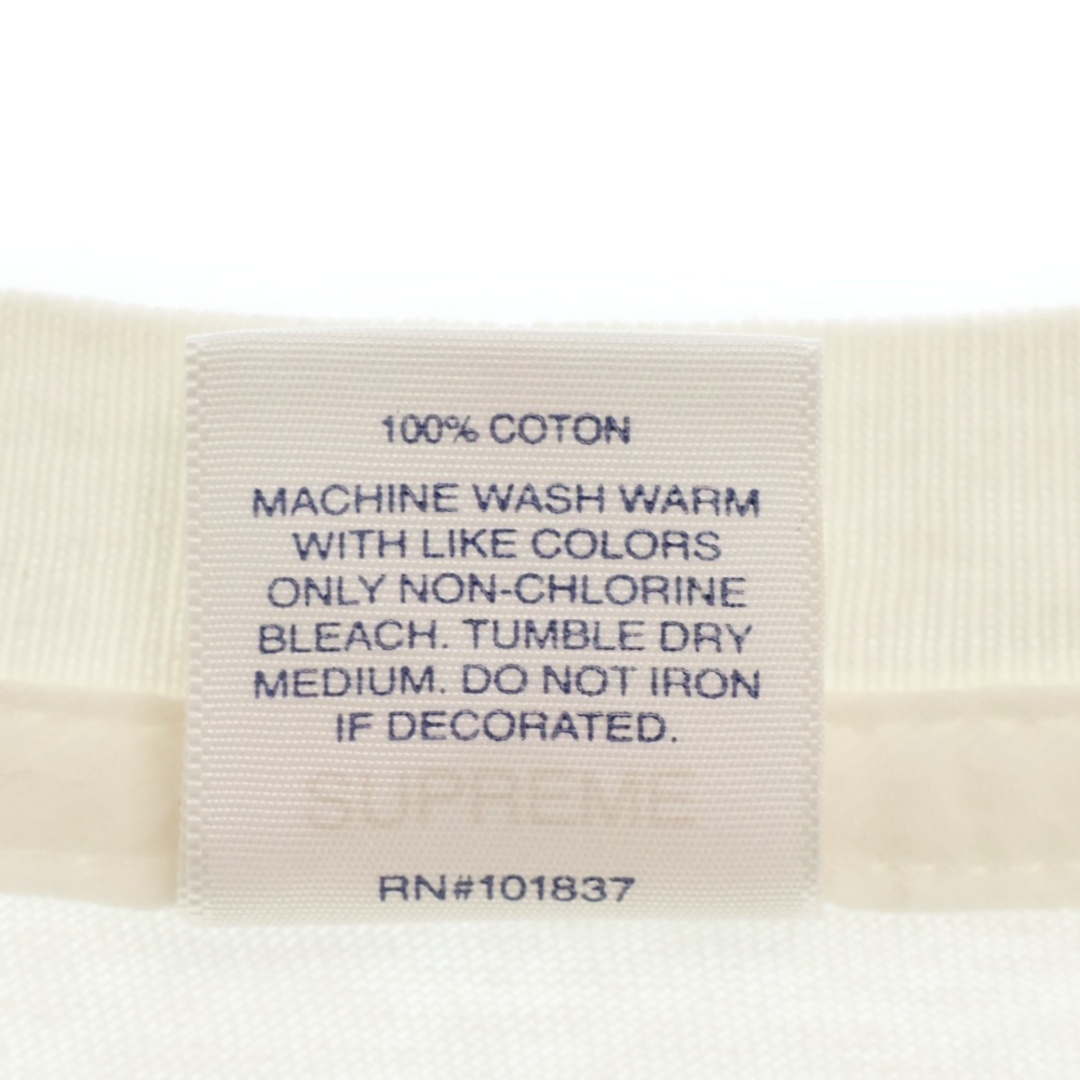 100% COTON
MACHINE WASH WARM
WITH LIKE COLORS
ONLY NON-CHLORINE
BLEACH. TUMBLE DRY
MEDIUM. DO NOT IRON
IF DECORATED.
SUPREME
RN#101837